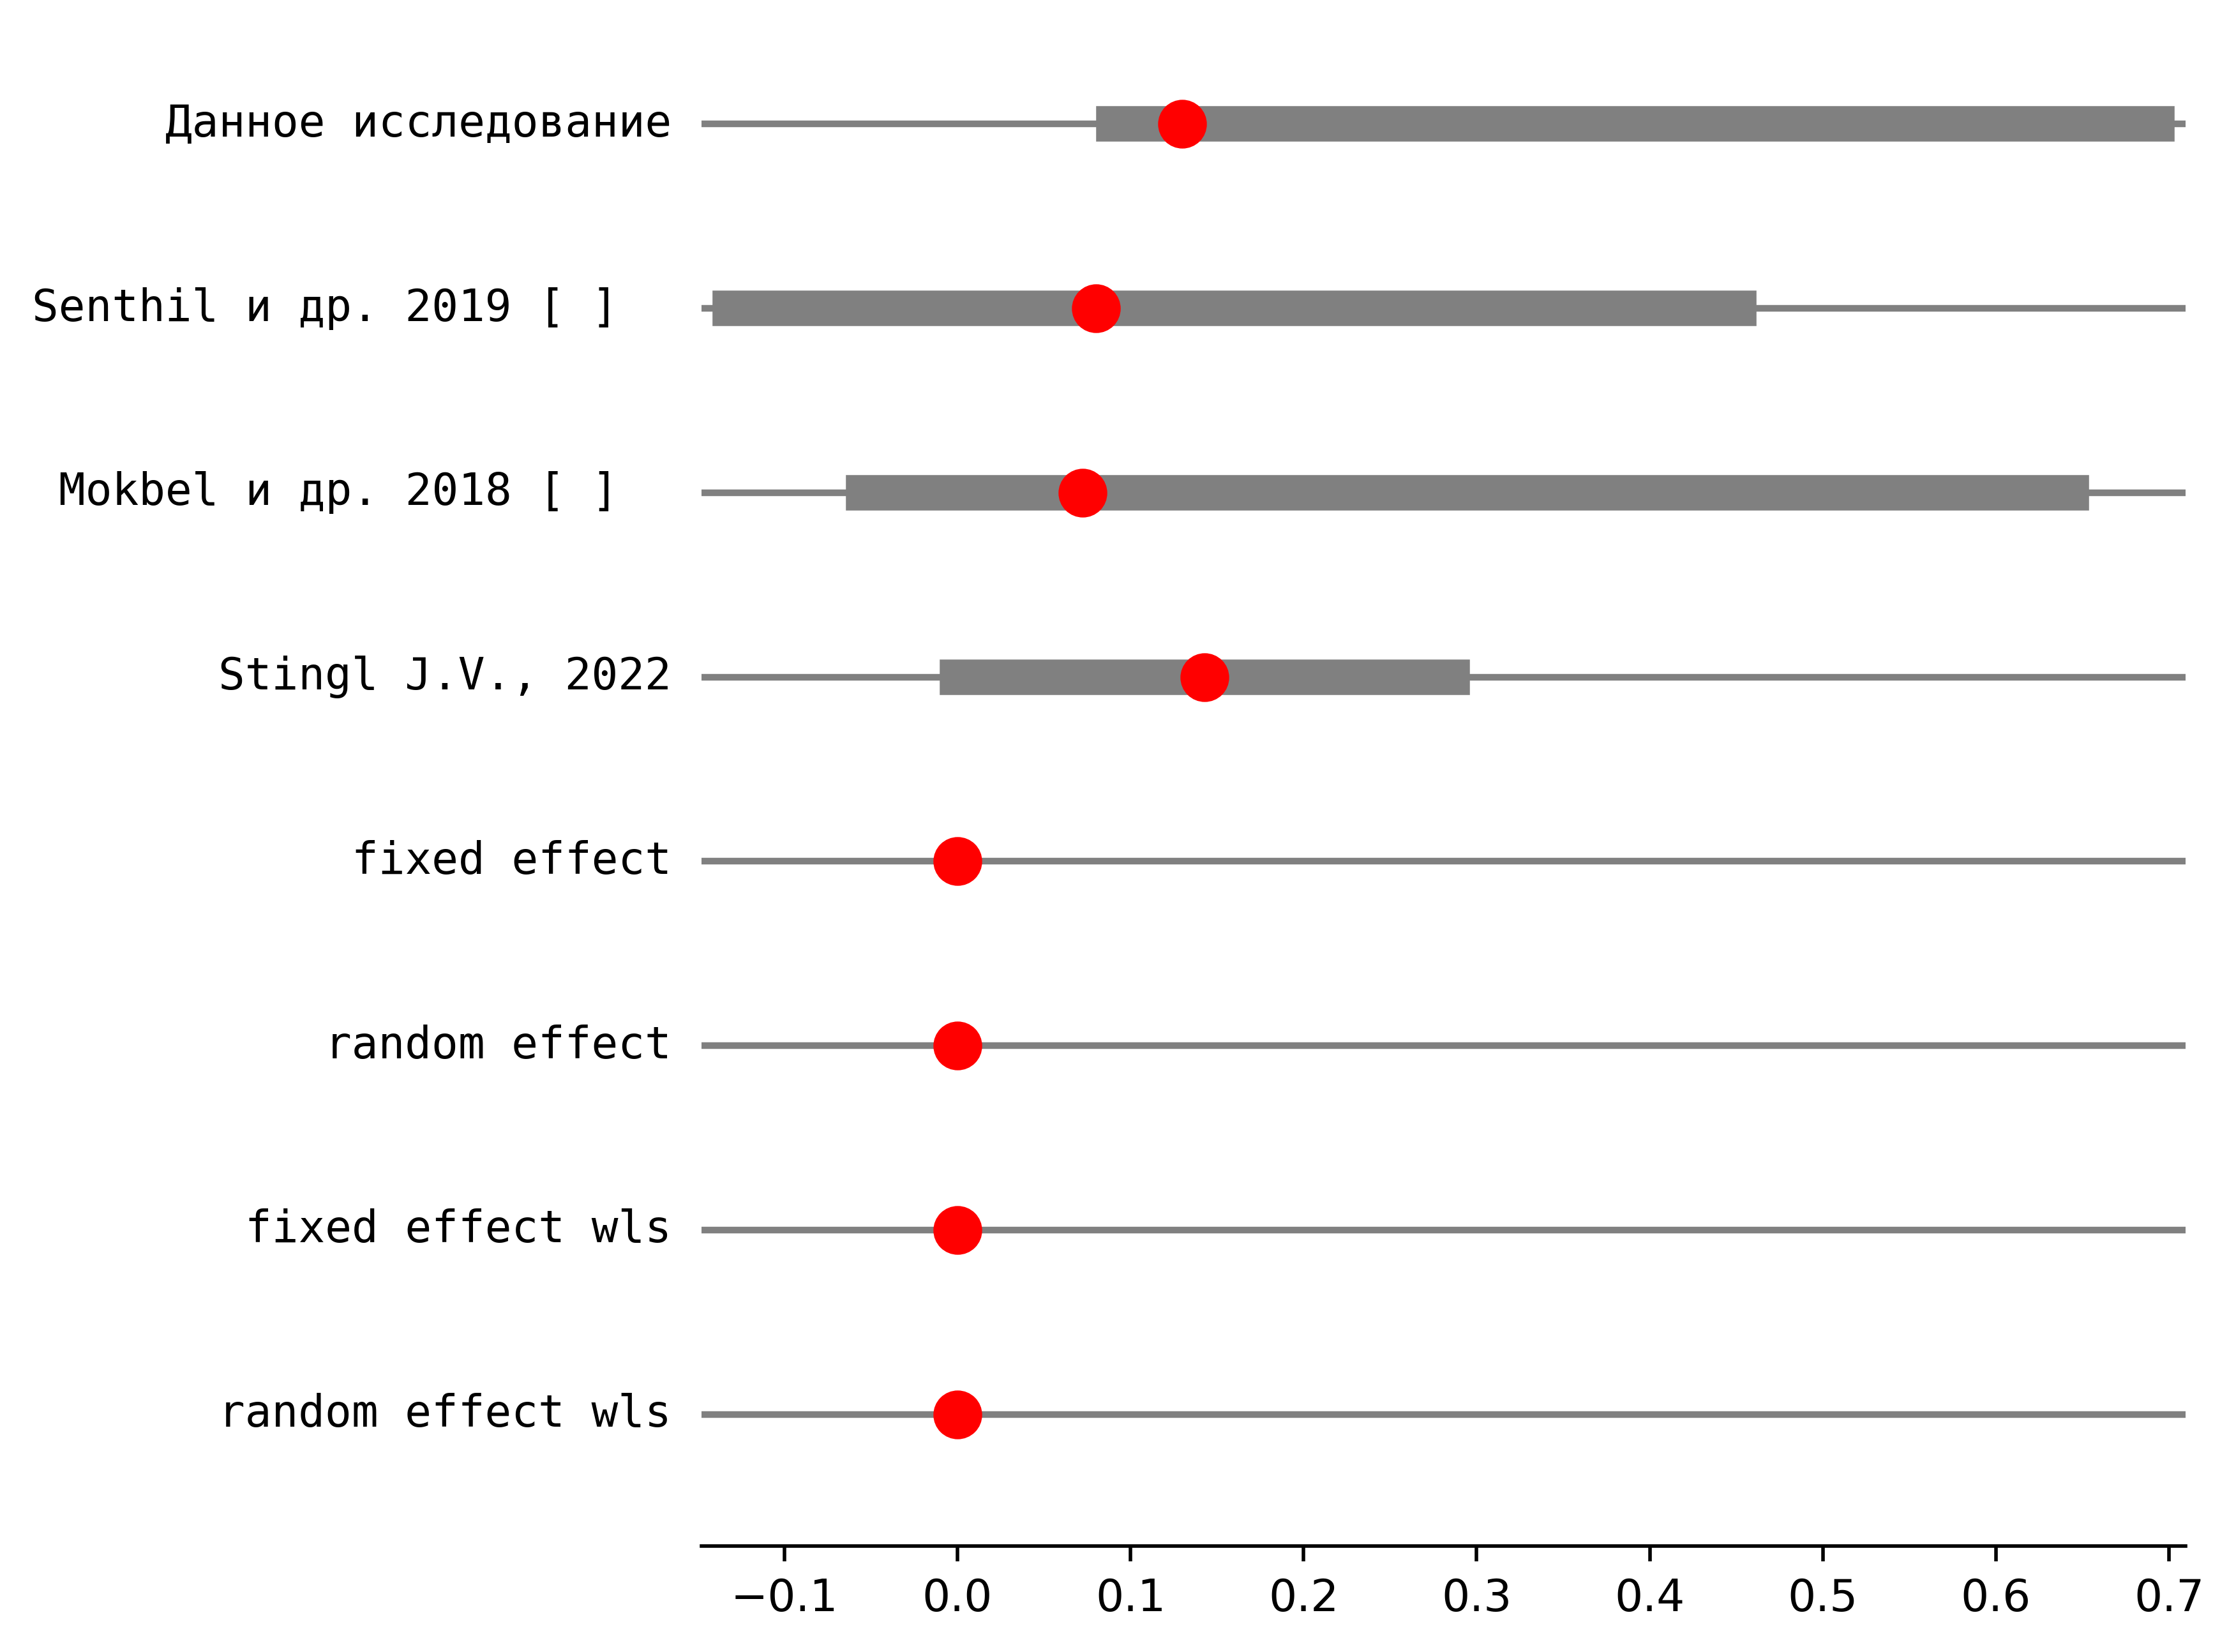 Данное исследование
Senthil и др. 2019 [ ]
Mokbel и др. 2018 [ ]
Stingl J.V., 2022
fixed effect
random effect
fixed effect wls
random effect wls
−0.1 0.0 0.1 0.2 0.3 0.4 0.5 0.6 0.7